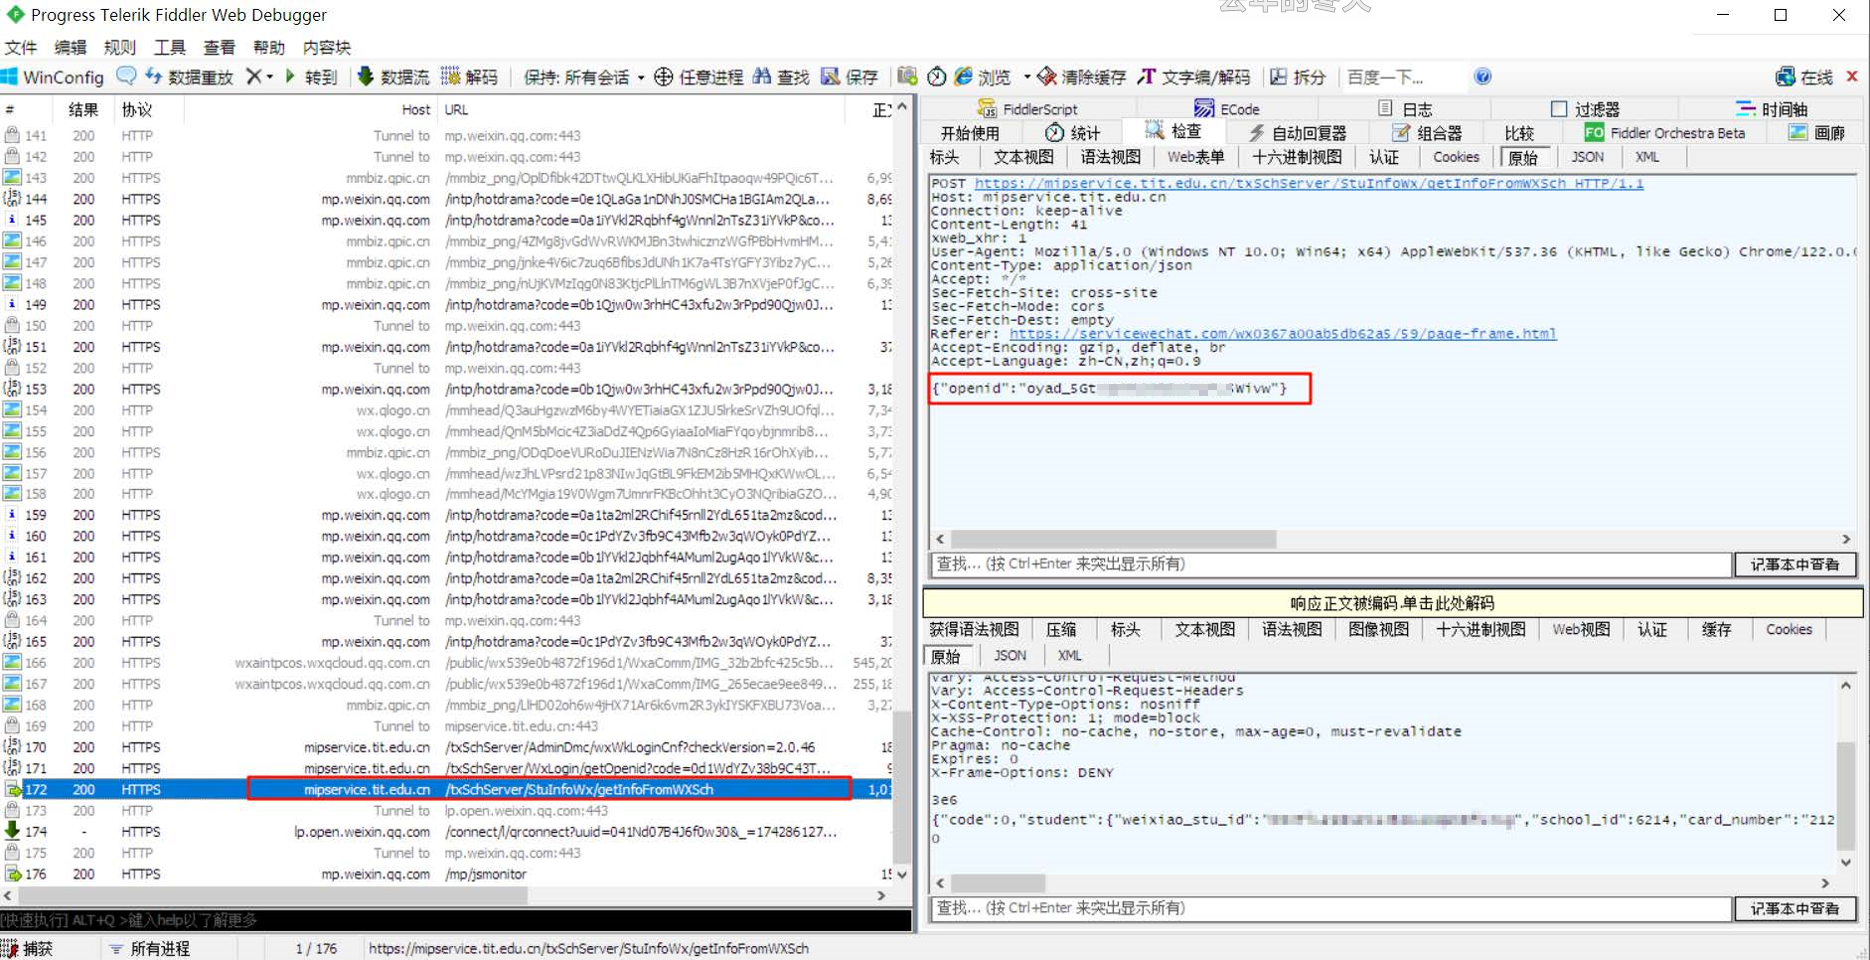 去年的冬天
Progress Telerik Fiddler Web Debugger
文件 编辑 规则 工具 查看 帮助 内容块
WinConfig 数据重放 转到 数据流 解码 保持: 所有会话 任意进程 查找 保存 浏览 清除缓存 文字编/解码 拆分 百度一下... 在线
# 结果 协议 Host URL 正文
141 200 HTTP Tunnel to mp.weixin.qq.com:443
142 200 HTTP Tunnel to mp.weixin.qq.com:443
143 200 HTTPS mmbiz.qpic.cn /mmbiz_png/OplDfibk42DTtwQLKLXHibUKiaFhItpaoqw49PQic6T... 6,99
144 200 HTTPS mp.weixin.qq.com /intp/hotdrama?code=0e1QLaGa1nDNhJ0SMCHa1BGIAm2QLa... 8,69
145 200 HTTPS mp.weixin.qq.com /intp/hotdrama?code=0a1iYVkl2Rqbhf4gWnnl2nTsZ31iYVkP&co... 13
146 200 HTTPS mmbiz.qpic.cn /mmbiz_png/4ZMg8jvGdWvRWKMJBn3twhicznzWGfPBbHvmHM... 5,41
147 200 HTTPS mmbiz.qpic.cn /mmbiz_png/jnke4V6ic7zuq6BfibsJdUNh1K7a4TsYGFY3Yibz7yC... 5,26
148 200 HTTPS mmbiz.qpic.cn /mmbiz_png/nUjKVMzIqg0N83KtjcPlLlnTM6gWL3B7nXVjeP0fJgC... 6,39
149 200 HTTPS mp.weixin.qq.com /intp/hotdrama?code=0b1Qjw0w3rhHC43xfu2w3rPpd90Qjw0J... 13
150 200 HTTP Tunnel to mp.weixin.qq.com:443
151 200 HTTPS mp.weixin.qq.com /intp/hotdrama?code=0a1iYVkl2Rqbhf4gWnnl2nTsZ31iYVkP&co... 37
152 200 HTTP Tunnel to mp.weixin.qq.com:443
153 200 HTTPS mp.weixin.qq.com /intp/hotdrama?code=0b1Qjw0w3rhHC43xfu2w3rPpd90Qjw0J... 3,18
154 200 HTTP wx.qlogo.cn /mmhead/Q3auHgzwzM6by4WYETiaiaGX1ZJU5lrkeSrVZh9UOfql... 7,34
155 200 HTTP wx.qlogo.cn /mmhead/QnM5bMcic4Z3iaDdZ4Qp6GyiaaIoMiaFYqoybjnmrib8... 3,73
156 200 HTTPS mmbiz.qpic.cn /mmbiz_png/ODqDoeVURoDuJIENzWia7N8nCz8HzR16rOhXyib... 5,77
157 200 HTTP wx.qlogo.cn /mmhead/wzJhLVPsrd21p83NIwJqGtBL9FkEM2ib5MHQxKWwOL... 6,54
158 200 HTTP wx.qlogo.cn /mmhead/McYMgia19V0Wgm7UmnrFKBcOhht3CyO3NQribiaGZO... 4,90
159 200 HTTPS mp.weixin.qq.com /intp/hotdrama?code=0a1ta2ml2RChif45rnll2YdL651ta2mz&cod... 13
160 200 HTTPS mp.weixin.qq.com /intp/hotdrama?code=0c1PdYZv3fb9C43Mfb2w3qWOyk0PdYZ... 13
161 200 HTTPS mp.weixin.qq.com /intp/hotdrama?code=0b1lYVkl2Jqbhf4AMuml2ugAqo1lYVkW&c... 13
162 200 HTTPS mp.weixin.qq.com /intp/hotdrama?code=0a1ta2ml2RChif45rnll2YdL651ta2mz&cod... 8,35
163 200 HTTPS mp.weixin.qq.com /intp/hotdrama?code=0b1lYVkl2Jqbhf4AMuml2ugAqo1lYVkW&c... 3,18
164 200 HTTP Tunnel to mp.weixin.qq.com:443
165 200 HTTPS mp.weixin.qq.com /intp/hotdrama?code=0c1PdYZv3fb9C43Mfb2w3qWOyk0PdYZ... 37
166 200 HTTPS wxaintpcos.wxqcloud.qq.com.cn /public/wx539e0b4872f196d1/WxaComm/IMG_32b2bfc425c5b... 545,20
167 200 HTTPS wxaintpcos.wxqcloud.qq.com.cn /public/wx539e0b4872f196d1/WxaComm/IMG_265ecae9ee849... 255,18
168 200 HTTPS mmbiz.qpic.cn /mmbiz_png/LlHD02oh6w4jHX71Ar6k6vm2R3ykIYSKFXBU73Voa... 3,27
169 200 HTTP Tunnel to mipservice.tit.edu.cn:443
170 200 HTTPS mipservice.tit.edu.cn /txSchServer/AdminDmc/wxWkLoginCnf?checkVersion=2.0.46 18
171 200 HTTPS mipservice.tit.edu.cn /txSchServer/WxLogin/getOpenid?code=0d1WdYZv38b9C43T... 9
172 200 HTTPS mipservice.tit.edu.cn /txSchServer/StuInfoWx/getInfoFromWXSch 1,01
173 200 HTTP Tunnel to lp.open.weixin.qq.com:443
174 - HTTPS lp.open.weixin.qq.com /connect/l/qrconnect?uuid=041Nd07B4J6f0w30&_=174286127...
175 200 HTTP Tunnel to mp.weixin.qq.com:443
176 200 HTTPS mp.weixin.qq.com /mp/jsmonitor 15
[快速执行] ALT+Q >键入help以了解更多
捕获 所有进程 1 / 176 https://mipservice.tit.edu.cn/txSchServer/StuInfoWx/getInfoFromWXSch
FiddlerScript ECode 日志 过滤器 时间轴
开始使用 统计 检查 自动回复器 组合器 比较 FO Fiddler Orchestra Beta 画廊
标头 文本视图 语法视图 Web表单 十六进制视图 认证 Cookies 原始 JSON XML
POST https://mipservice.tit.edu.cn/txSchServer/StuInfoWx/getInfoFromWXSch HTTP/1.1
Host: mipservice.tit.edu.cn
Connection: keep-alive
Content-Length: 41
xweb_xhr: 1
User-Agent: Mozilla/5.0 (Windows NT 10.0; Win64; x64) AppleWebKit/537.36 (KHTML, like Gecko) Chrome/122.0.0
Content-Type: application/json
Accept: */*
Sec-Fetch-Site: cross-site
Sec-Fetch-Mode: cors
Sec-Fetch-Dest: empty
Referer: https://servicewechat.com/wx0367a00ab5db62a5/59/page-frame.html
Accept-Encoding: gzip, deflate, br
Accept-Language: zh-CN,zh;q=0.9
{"openid":"oyad_5Gt SWivw"}
查找... (按 Ctrl+Enter 来突出显示所有) 记事本中查看
响应正文被编码.单击此处解码
获得语法视图 压缩 标头 文本视图 语法视图 图像视图 十六进制视图 Web视图 认证 缓存 Cookies
原始 JSON XML
Vary: Access-Control-Request-Method
Vary: Access-Control-Request-Headers
X-Content-Type-Options: nosniff
X-XSS-Protection: 1; mode=block
Cache-Control: no-cache, no-store, max-age=0, must-revalidate
Pragma: no-cache
Expires: 0
X-Frame-Options: DENY
3e6
{"code":0,"student":{"weixiao_stu_id":" ","school_id":6214,"card_number":"212
0
查找... (按 Ctrl+Enter 来突出显示所有) 记事本中查看